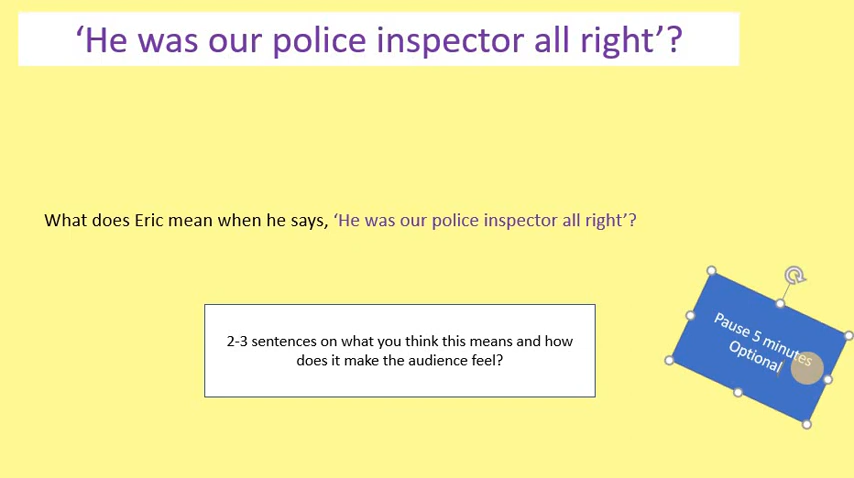 ‘He was our police inspector all right’?
What does Eric mean when he says, ‘He was our police inspector all right’?
2-3 sentences on what you think this means and how
does it make the audience feel?
Pause 5 minutes
Optional